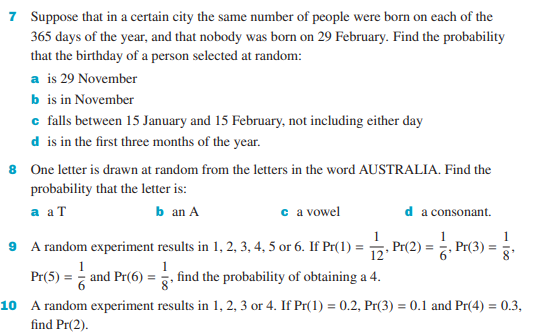 7 Suppose that in a certain city the same number of people were born on each of the
365 days of the year, and that nobody was born on 29 February. Find the probability
that the birthday of a person selected at random:
a is 29 November
b is in November
c falls between 15 January and 15 February, not including either day
d is in the first three months of the year.
8 One letter is drawn at random from the letters in the word AUSTRALIA. Find the
probability that the letter is:
a a T b an A c a vowel d a consonant.
9 A random experiment results in 1, 2, 3, 4, 5 or 6. If Pr(1) = 1/12, Pr(2) = 1/6, Pr(3) = 1/8,
Pr(5) = 1/6 and Pr(6) = 1/8, find the probability of obtaining a 4.
10 A random experiment results in 1, 2, 3 or 4. If Pr(1) = 0.2, Pr(3) = 0.1 and Pr(4) = 0.3,
find Pr(2).